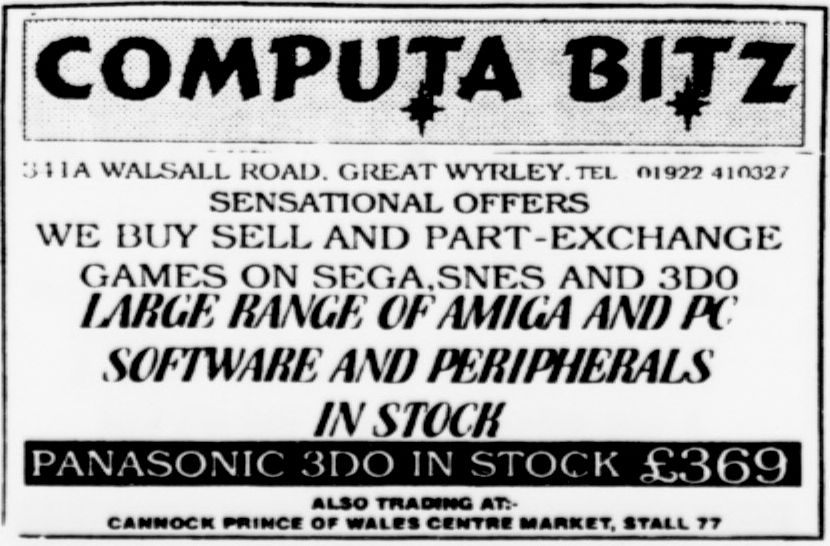 COMPUTA BITZ
311A WALSALL ROAD. GREAT WYRLEY. TEL 01922 410327
SENSATIONAL OFFERS
WE BUY SELL AND PART-EXCHANGE
GAMES ON SEGA,SNES AND 3DO
LARGE RANGE OF AMIGA AND PC
SOFTWARE AND PERIPHERALS
IN STOCK
PANASONIC 3DO IN STOCK £369
ALSO TRADING AT:-
CANNOCK PRINCE OF WALES CENTRE MARKET, STALL 77